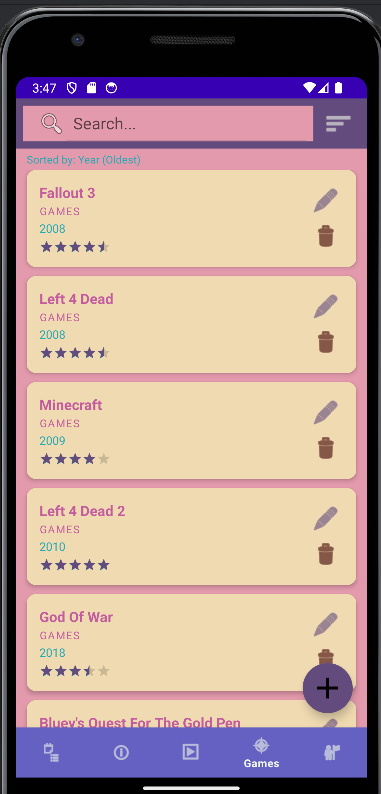 3:47
Search...
Sorted by: Year (Oldest)
Fallout 3
GAMES
2008
Left 4 Dead
GAMES
2008
Minecraft
GAMES
2009
Left 4 Dead 2
GAMES
2010
God Of War
GAMES
2018
Bluey's Quest For The Gold Pen
Games